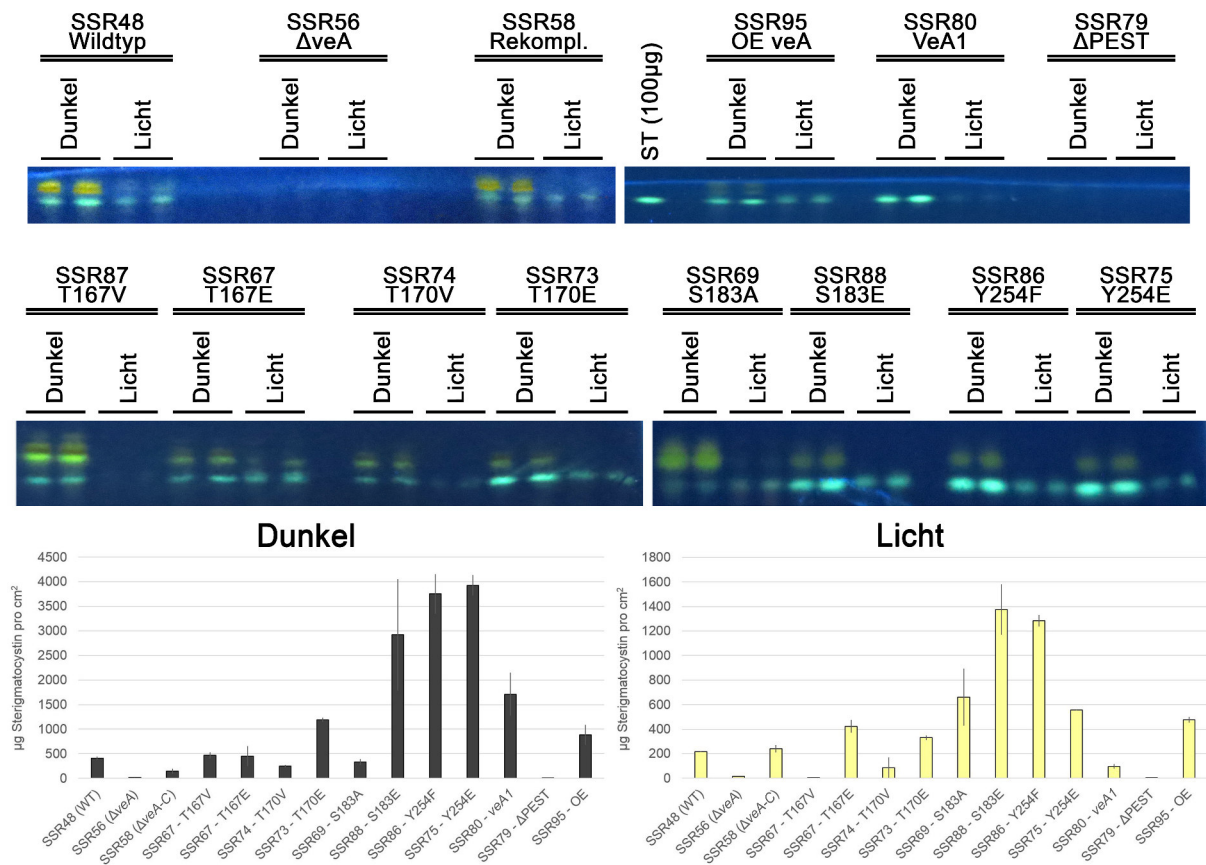 SSR48 SSR56 SSR58 SSR95 SSR80 SSR79
Wildtyp ΔveA Rekompl. OE veA VeA1 ΔPEST
Dunkel Licht Dunkel Licht Dunkel Licht ST (100µg) Dunkel Licht Dunkel Licht Dunkel Licht
SSR87 SSR67 SSR74 SSR73 SSR69 SSR88 SSR86 SSR75
T167V T167E T170V T170E S183A S183E Y254F Y254E
Dunkel Licht Dunkel Licht Dunkel Licht Dunkel Licht Dunkel Licht Dunkel Licht Dunkel Licht Dunkel Licht
Dunkel
µg Sterigmatocystin pro cm²
4500
4000
3500
3000
2500
2000
1500
1000
500
0
SSR48 (WT)
SSR56 (ΔveA)
SSR58 (ΔveA-C)
SSR67 - T167V
SSR67 - T167E
SSR74 - T170V
SSR73 - T170E
SSR69 - S183A
SSR88 - S183E
SSR86 - Y254F
SSR75 - Y254E
SSR80 - veA1
SSR79 - ΔPEST
SSR95 - OE
Licht
µg Sterigmatocystin pro cm²
1800
1600
1400
1200
1000
800
600
400
200
0
SSR48 (WT)
SSR56 (ΔveA)
SSR58 (ΔveA-C)
SSR67 - T167V
SSR67 - T167E
SSR74 - T170V
SSR73 - T170E
SSR69 - S183A
SSR88 - S183E
SSR86 - Y254F
SSR75 - Y254E
SSR80 - veA1
SSR79 - ΔPEST
SSR95 - OE